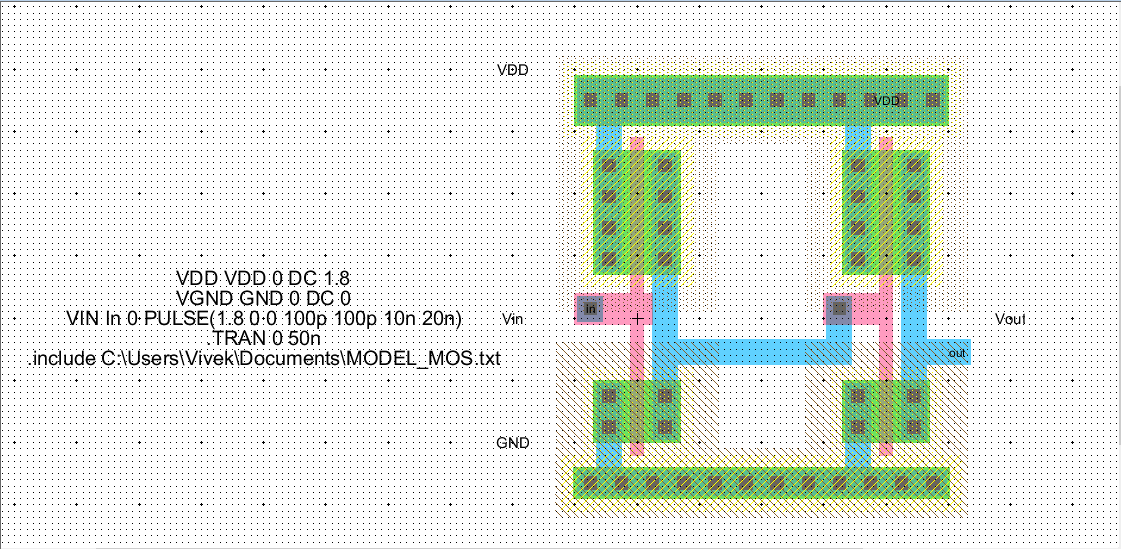 VDD
VDD
VDD VDD 0 DC 1.8
VGND GND 0 DC 0
VIN In 0 PULSE(1.8 0 0 100p 100p 10n 20n)
.TRAN 0 50n
.include C:\Users\Vivek\Documents\MODEL_MOS.txt
in
Vin
Vout
out
GND